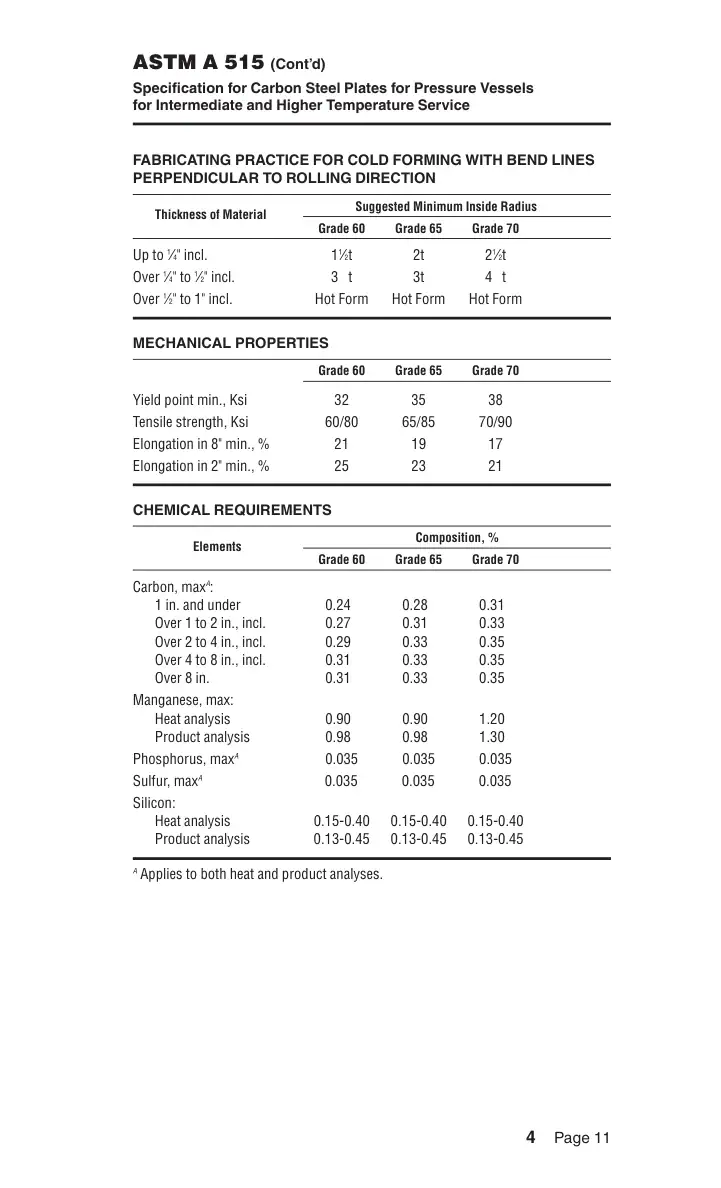 ASTM A 515 (Cont'd)
Specification for Carbon Steel Plates for Pressure Vessels
for Intermediate and Higher Temperature Service
FABRICATING PRACTICE FOR COLD FORMING WITH BEND LINES
PERPENDICULAR TO ROLLING DIRECTION
Thickness of Material Suggested Minimum Inside Radius
Grade 60 Grade 65 Grade 70
Up to ¼" incl. 1½t 2t 2½t
Over ¼" to ½" incl. 3 t 3t 4 t
Over ½" to 1" incl. Hot Form Hot Form Hot Form
MECHANICAL PROPERTIES
Grade 60 Grade 65 Grade 70
Yield point min., Ksi 32 35 38
Tensile strength, Ksi 60/80 65/85 70/90
Elongation in 8" min., % 21 19 17
Elongation in 2" min., % 25 23 21
CHEMICAL REQUIREMENTS
Elements Composition, %
Grade 60 Grade 65 Grade 70
Carbon, maxᴬ:
1 in. and under 0.24 0.28 0.31
Over 1 to 2 in., incl. 0.27 0.31 0.33
Over 2 to 4 in., incl. 0.29 0.33 0.35
Over 4 to 8 in., incl. 0.31 0.33 0.35
Over 8 in. 0.31 0.33 0.35
Manganese, max:
Heat analysis 0.90 0.90 1.20
Product analysis 0.98 0.98 1.30
Phosphorus, maxᴬ 0.035 0.035 0.035
Sulfur, maxᴬ 0.035 0.035 0.035
Silicon:
Heat analysis 0.15-0.40 0.15-0.40 0.15-0.40
Product analysis 0.13-0.45 0.13-0.45 0.13-0.45
ᴬ Applies to both heat and product analyses.
4 Page 11